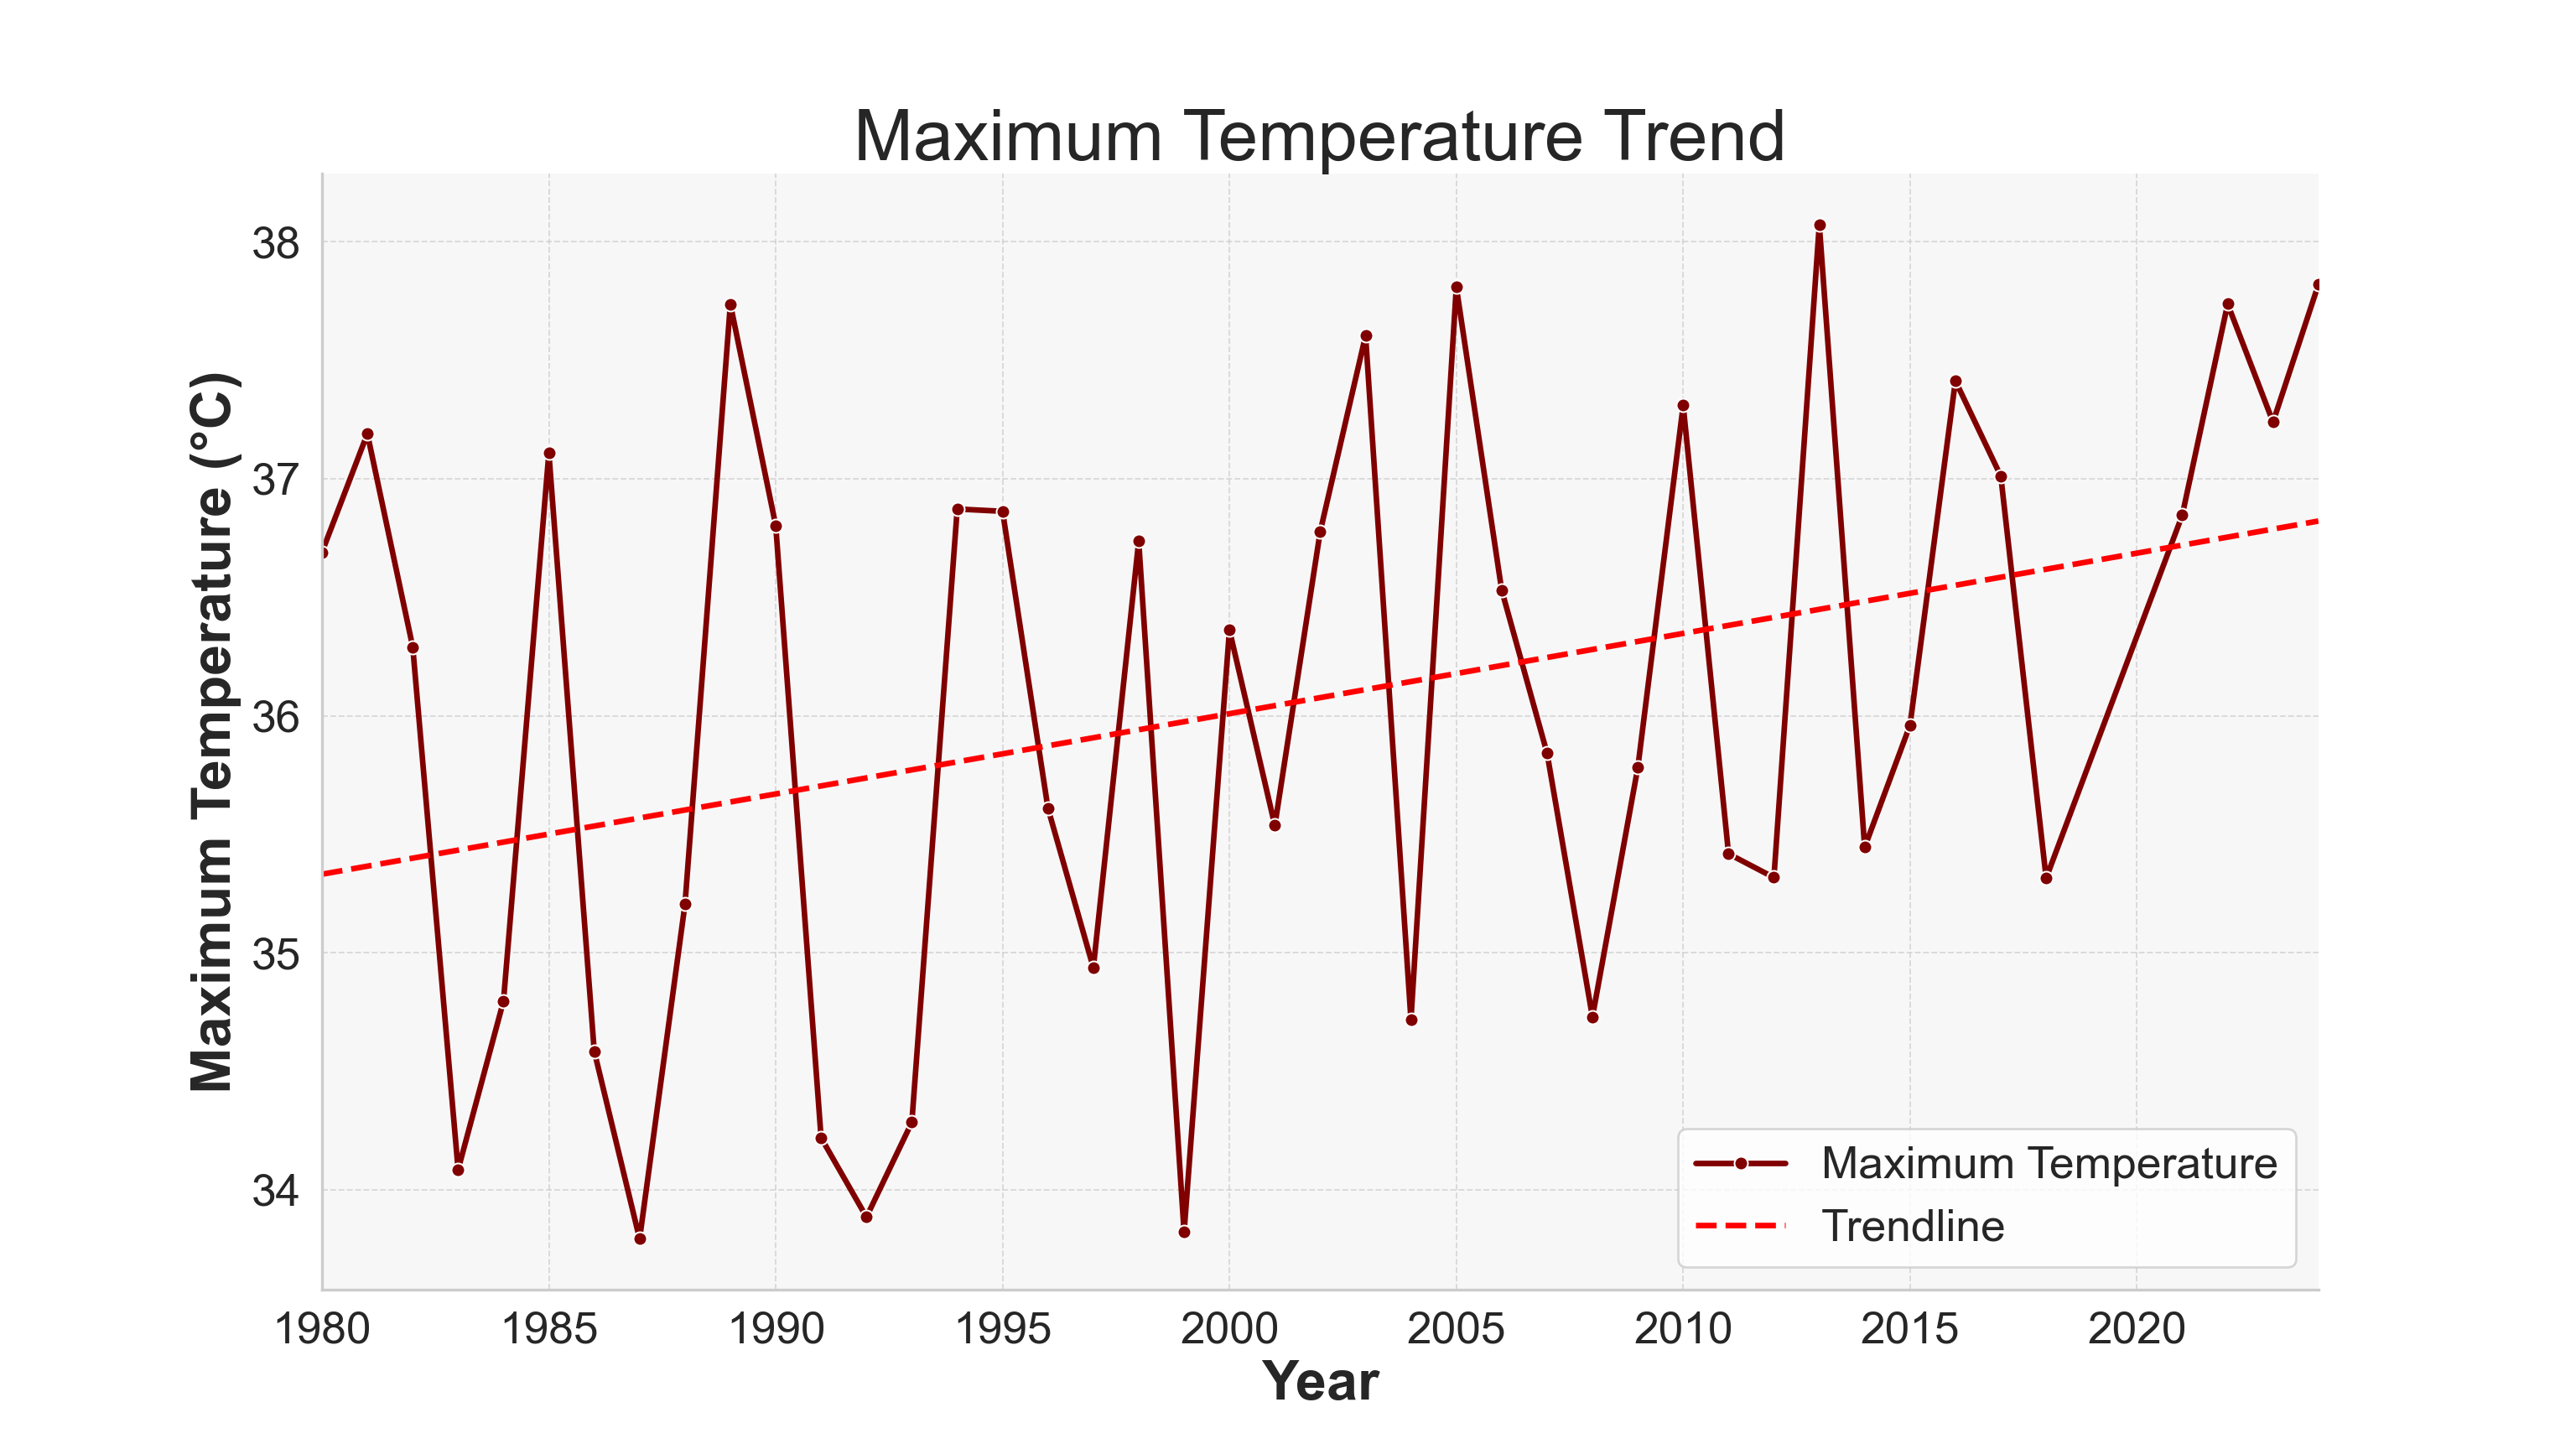 Maximum Temperature Trend
38
37
36
35
34
Maximum Temperature (°C)
1980 1985 1990 1995 2000 2005 2010 2015 2020
Year
Maximum Temperature
Trendline